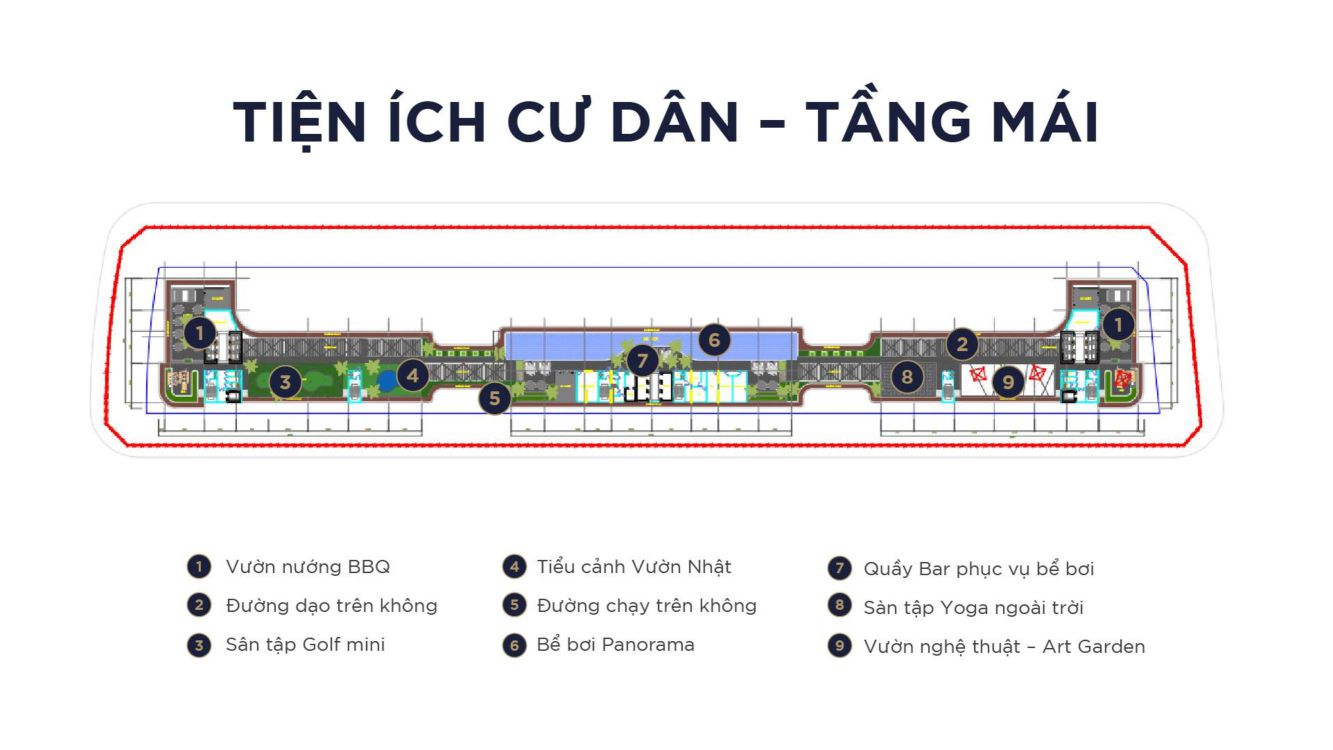 TIỆN ÍCH CƯ DÂN – TẦNG MÁI
1
1
6
2
7
3
4
8
9
5
1 Vườn nướng BBQ
2 Đường dạo trên không
3 Sân tập Golf mini
4 Tiểu cảnh Vườn Nhật
5 Đường chạy trên không
6 Bể bơi Panorama
7 Quầy Bar phục vụ bể bơi
8 Sàn tập Yoga ngoài trời
9 Vườn nghệ thuật – Art Garden